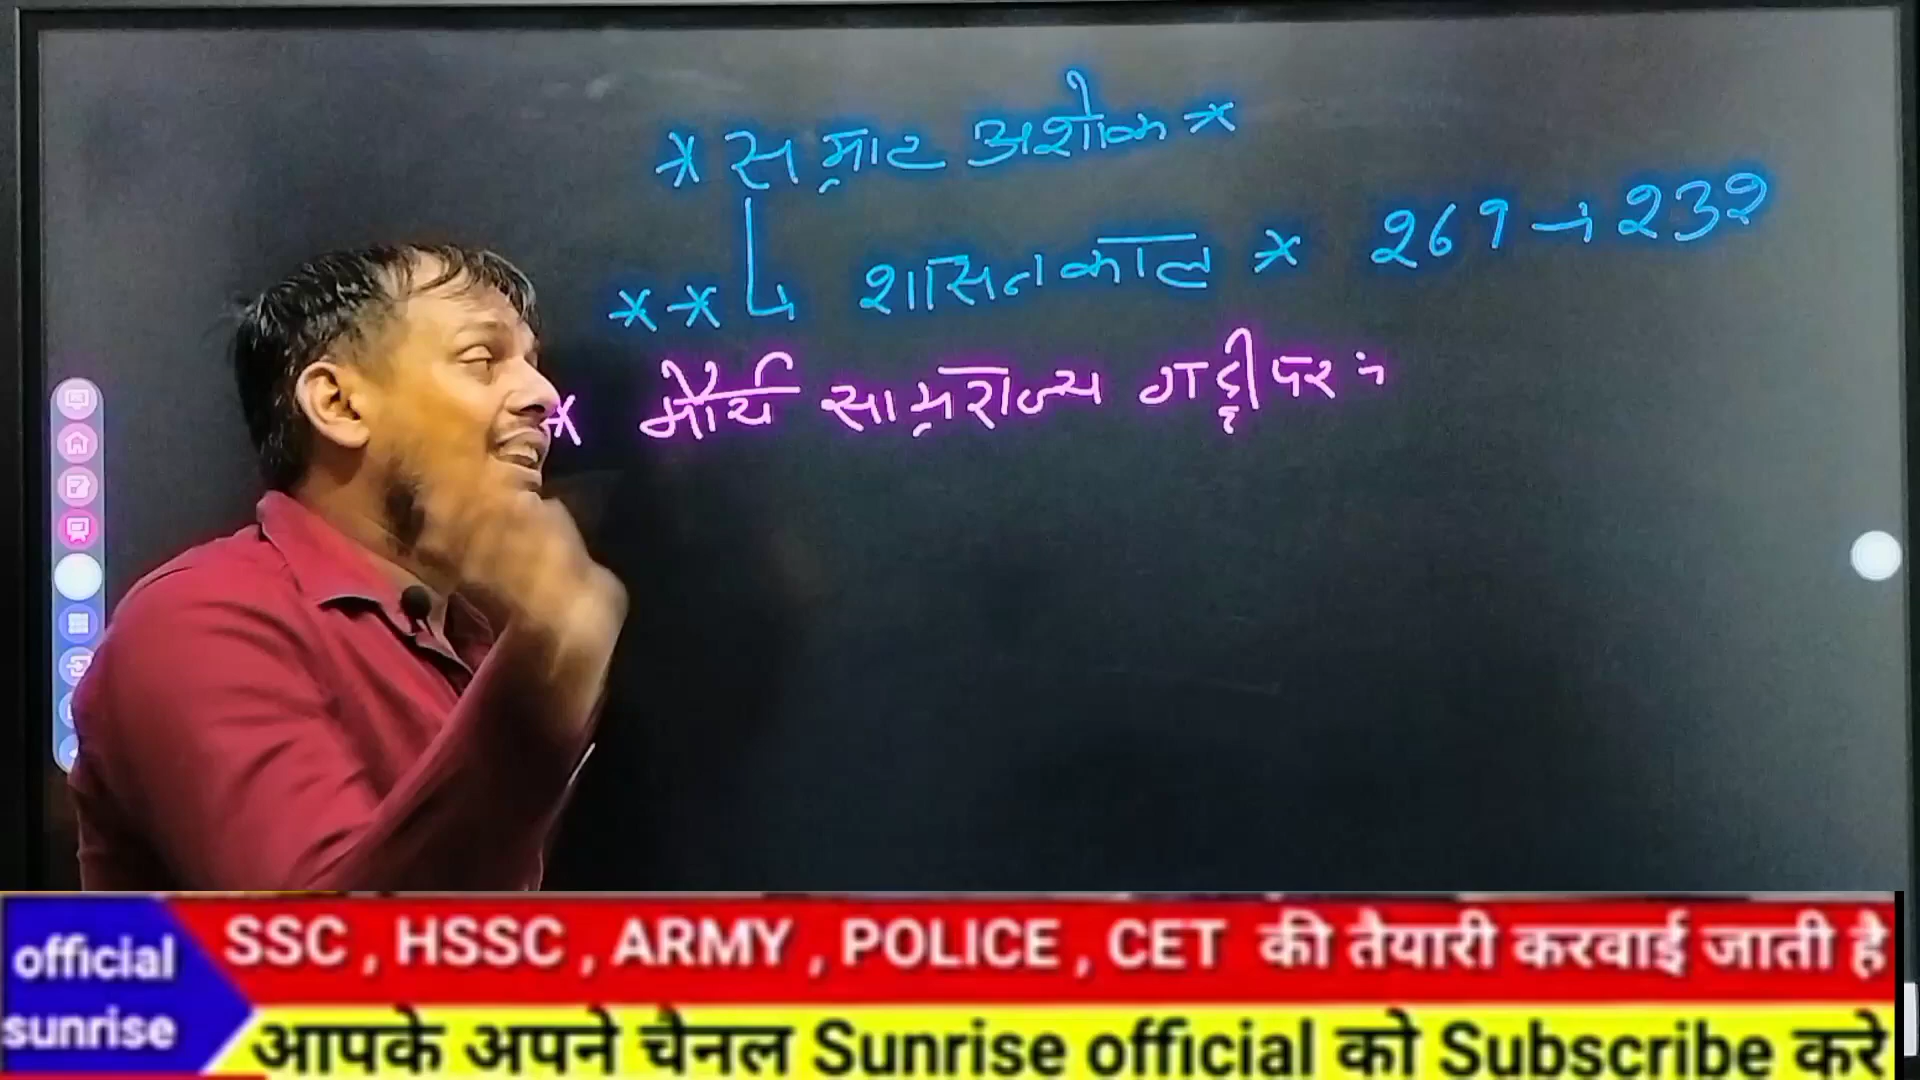 * सम्राट अशोक *
** ↳ शासनकाल * 269 → 232
* मौर्य साम्रराज्य गद्दी पर →
official sunrise
SSC , HSSC , ARMY , POLICE , CET की तैयारी करवाई जाती है
आपके अपने चैनल Sunrise official को Subscribe करे